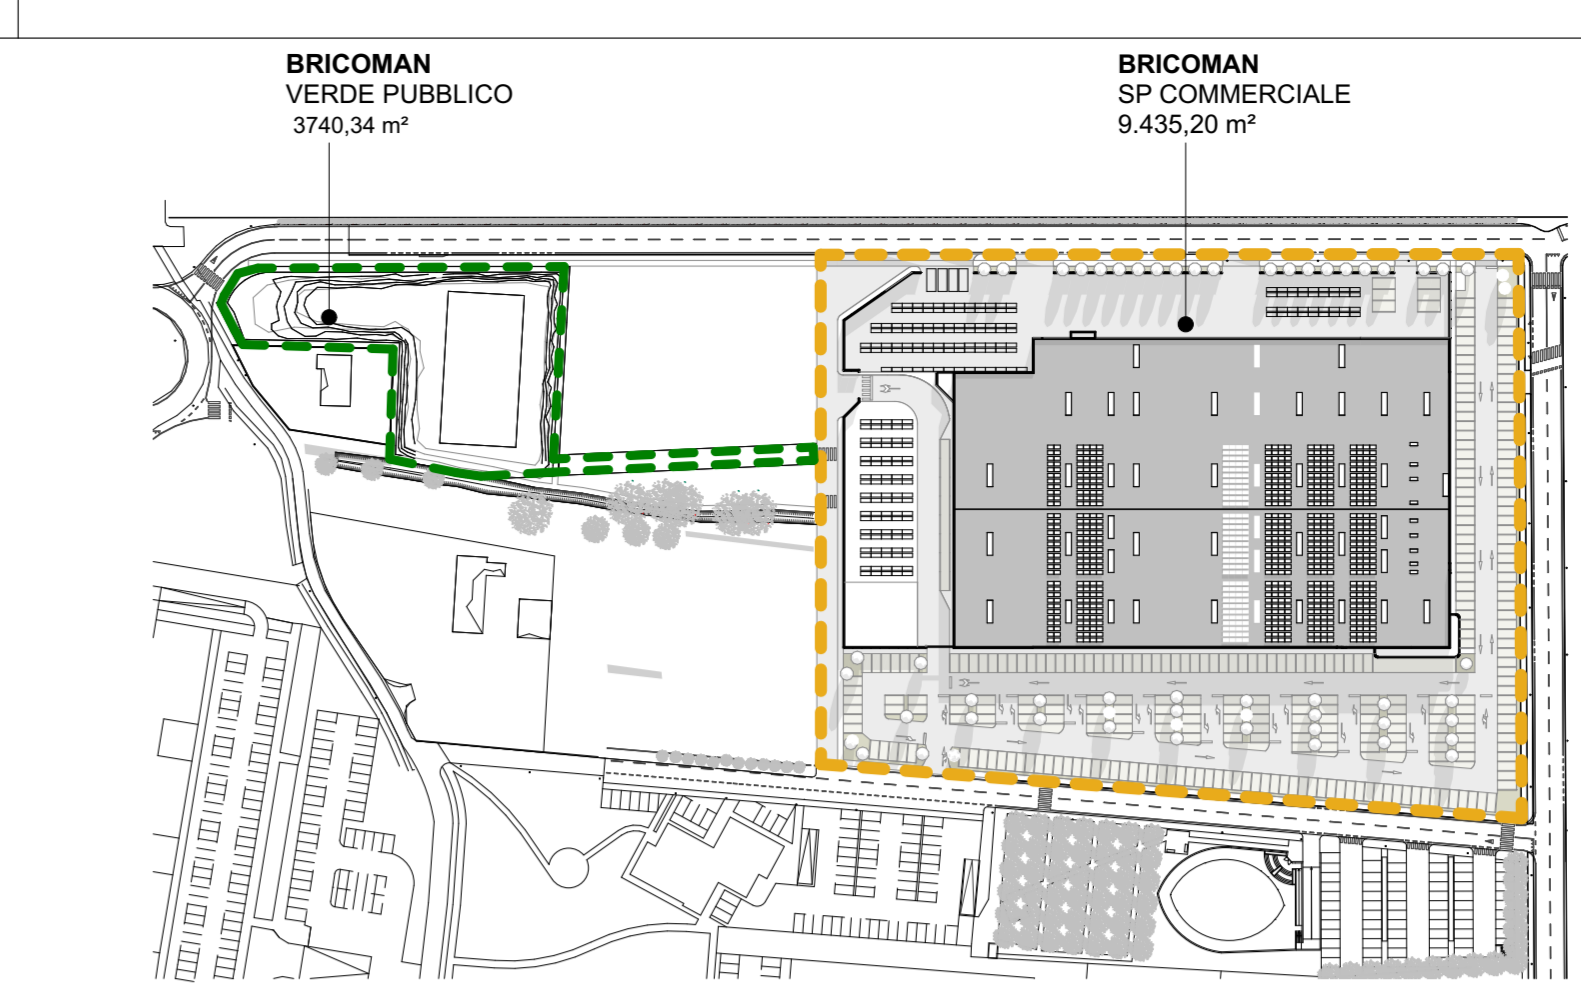 BRICOMAN
VERDE PUBBLICO
3740,34 m²
BRICOMAN
SP COMMERCIALE
9.435,20 m²